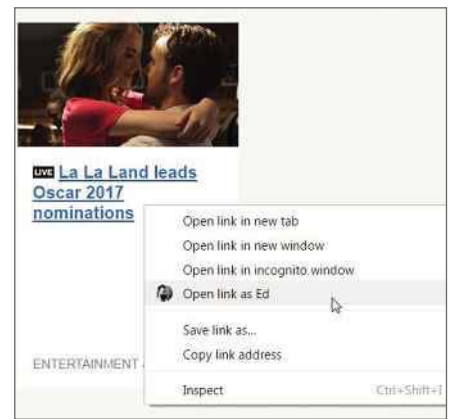 LIVE La La Land leads
Oscar 2017
nominations
Open link in new tab
Open link in new window
Open link in incognito window
Open link as Ed
Save link as...
Copy link address
ENTERTAINMENT
Inspect Ctrl+Shift+I